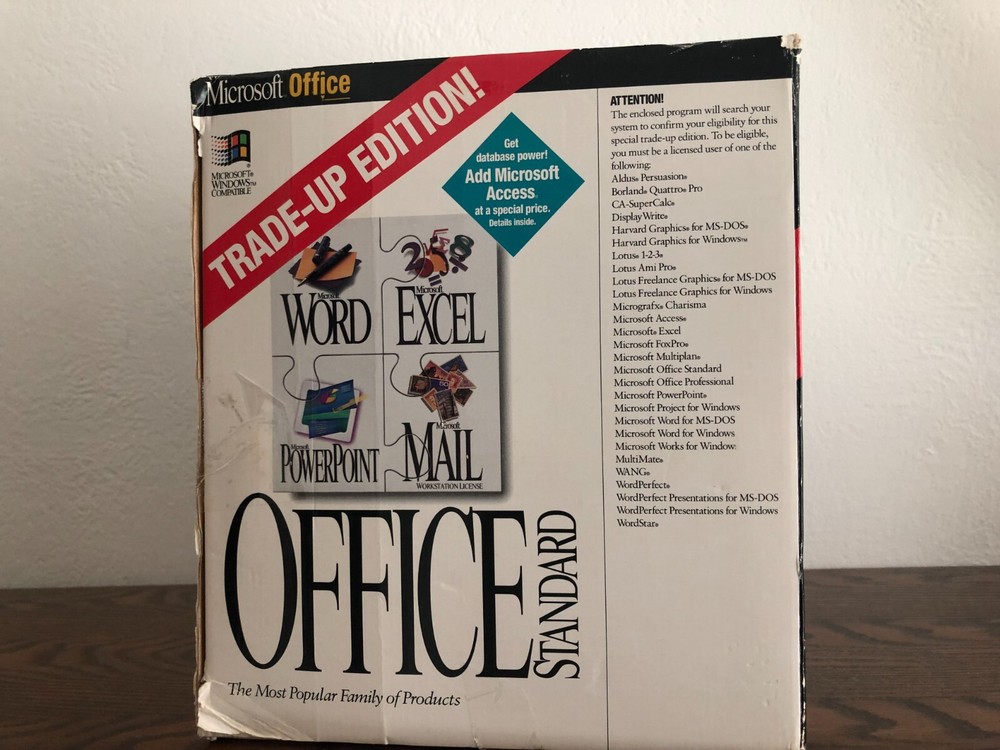 Microsoft Office
TRADE-UP EDITION!
MICROSOFT®
WINDOWS™
COMPATIBLE
Get
database power!
Add Microsoft
Access®
at a special price.
Details inside.
Microsoft
WORD
Microsoft
EXCEL
Microsoft
POWERPOINT
Microsoft
MAIL
WORKSTATION LICENSE
OFFICE
STANDARD
The Most Popular Family of Products
ATTENTION!
The enclosed program will search your
system to confirm your eligibility for this
special trade-up edition. To be eligible,
you must be a licensed user of one of the
following:
Aldus® Persuasion®
Borland® Quattro® Pro
CA-SuperCalc®
DisplayWrite®
Harvard Graphics® for MS-DOS®
Harvard Graphics for Windows™
Lotus® 1-2-3®
Lotus Ami Pro®
Lotus Freelance Graphics® for MS-DOS
Lotus Freelance Graphics for Windows
Micrografx® Charisma
Microsoft Access®
Microsoft® Excel
Microsoft FoxPro®
Microsoft Multiplan®
Microsoft Office Standard
Microsoft Office Professional
Microsoft PowerPoint®
Microsoft Project for Windows
Microsoft Word for MS-DOS
Microsoft Word for Windows
Microsoft Works for Window
MultiMate®
WANG®
WordPerfect®
WordPerfect Presentations for MS-DOS
WordPerfect Presentations for Windows
WordStar®